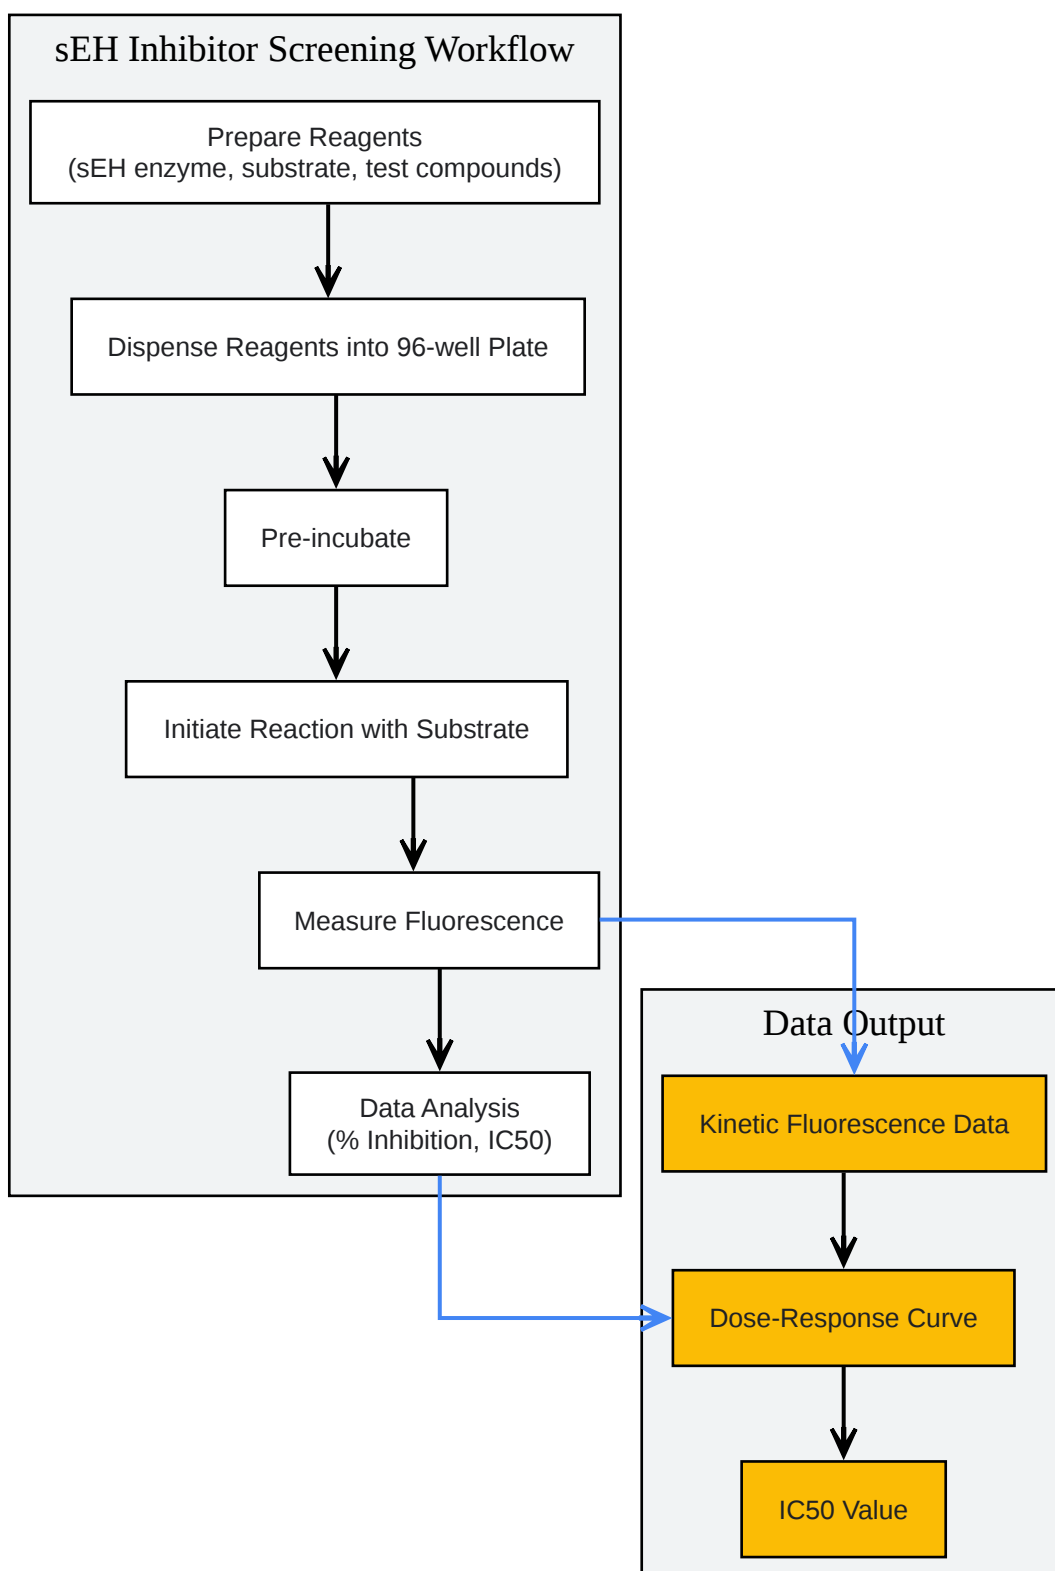 sEH Inhibitor Screening Workflow
Prepare Reagents
(sEH enzyme, substrate, test compounds)
Dispense Reagents into 96-well Plate
Pre-incubate
Initiate Reaction with Substrate
Measure Fluorescence
Data Analysis
(% Inhibition, IC50)
Data Output
Kinetic Fluorescence Data
Dose-Response Curve
IC50 Value